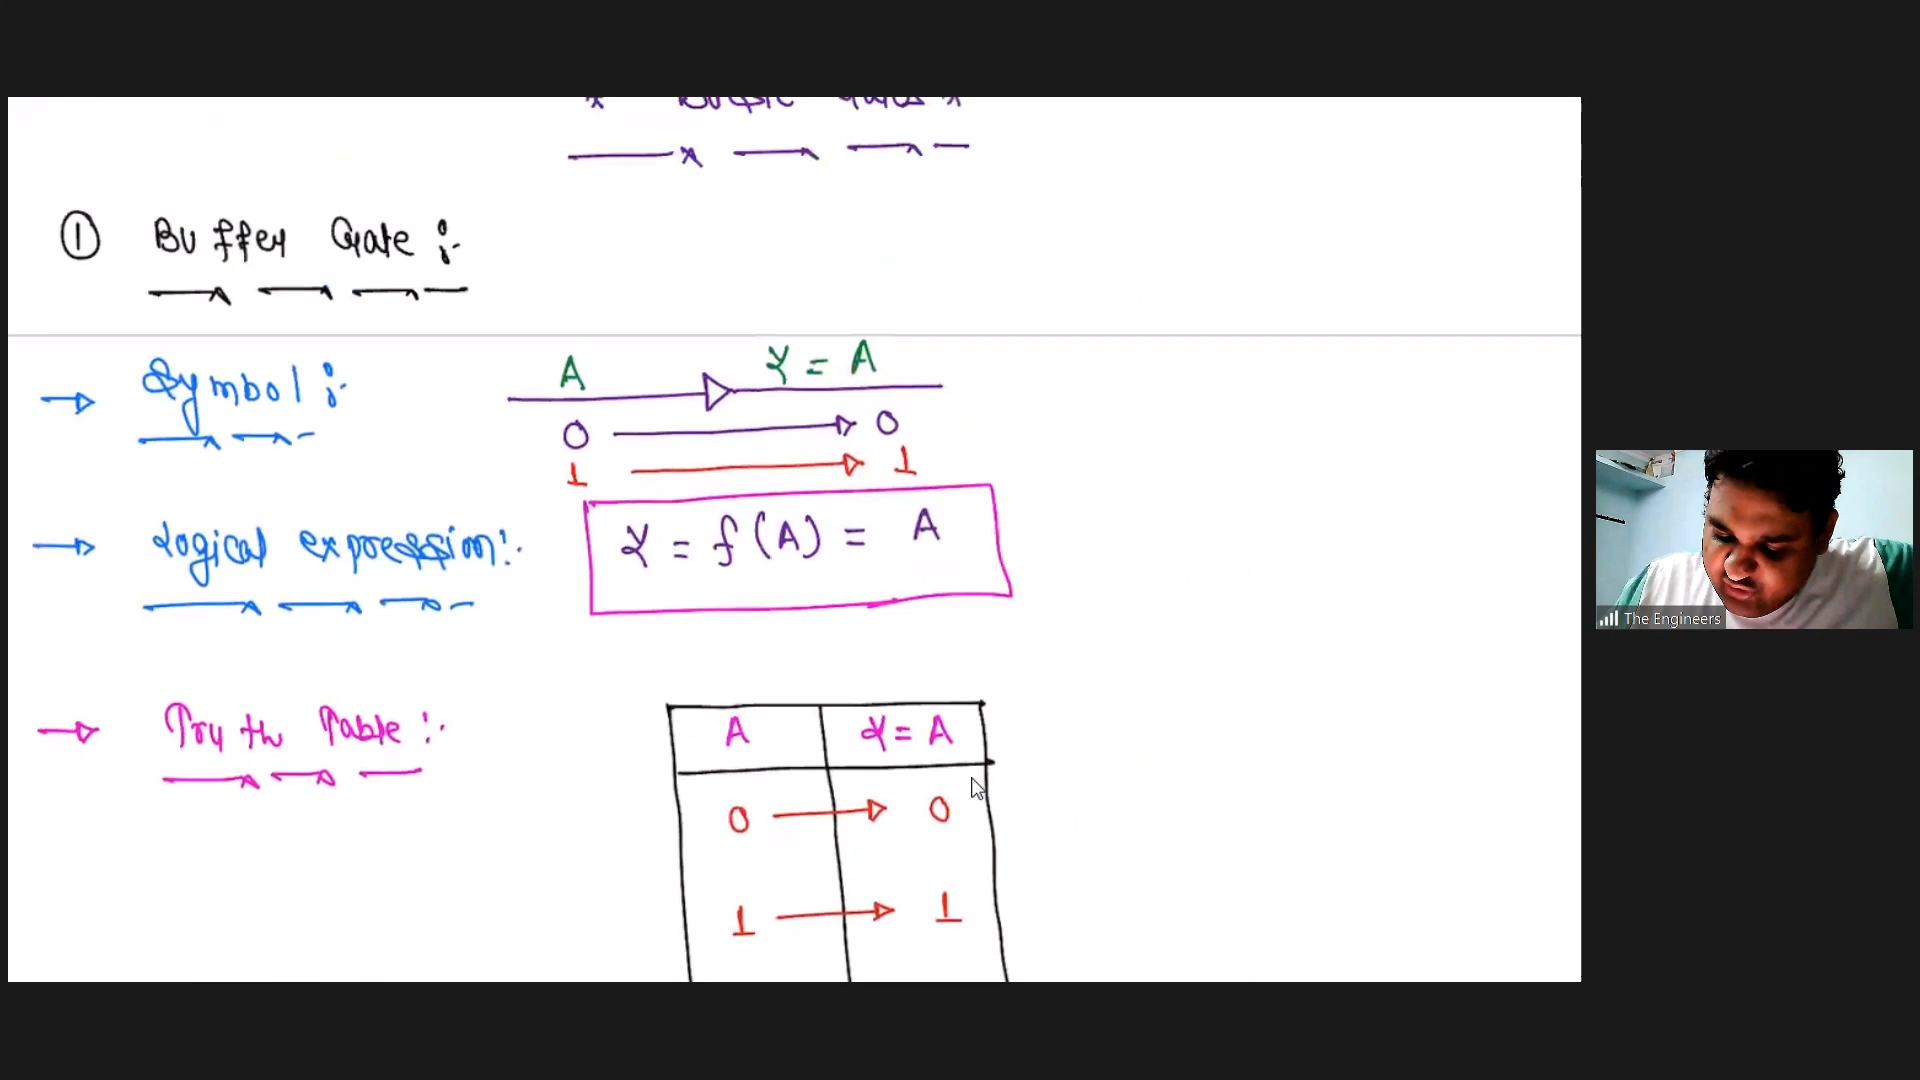 ① Buffer Gate :-
Symbol :-
A
Y = A
0 → 0
1 → 1
Logical expression :-
Y = f(A) = A
Truth Table :-
A Y = A
0 → 0
1 → 1
The Engineers